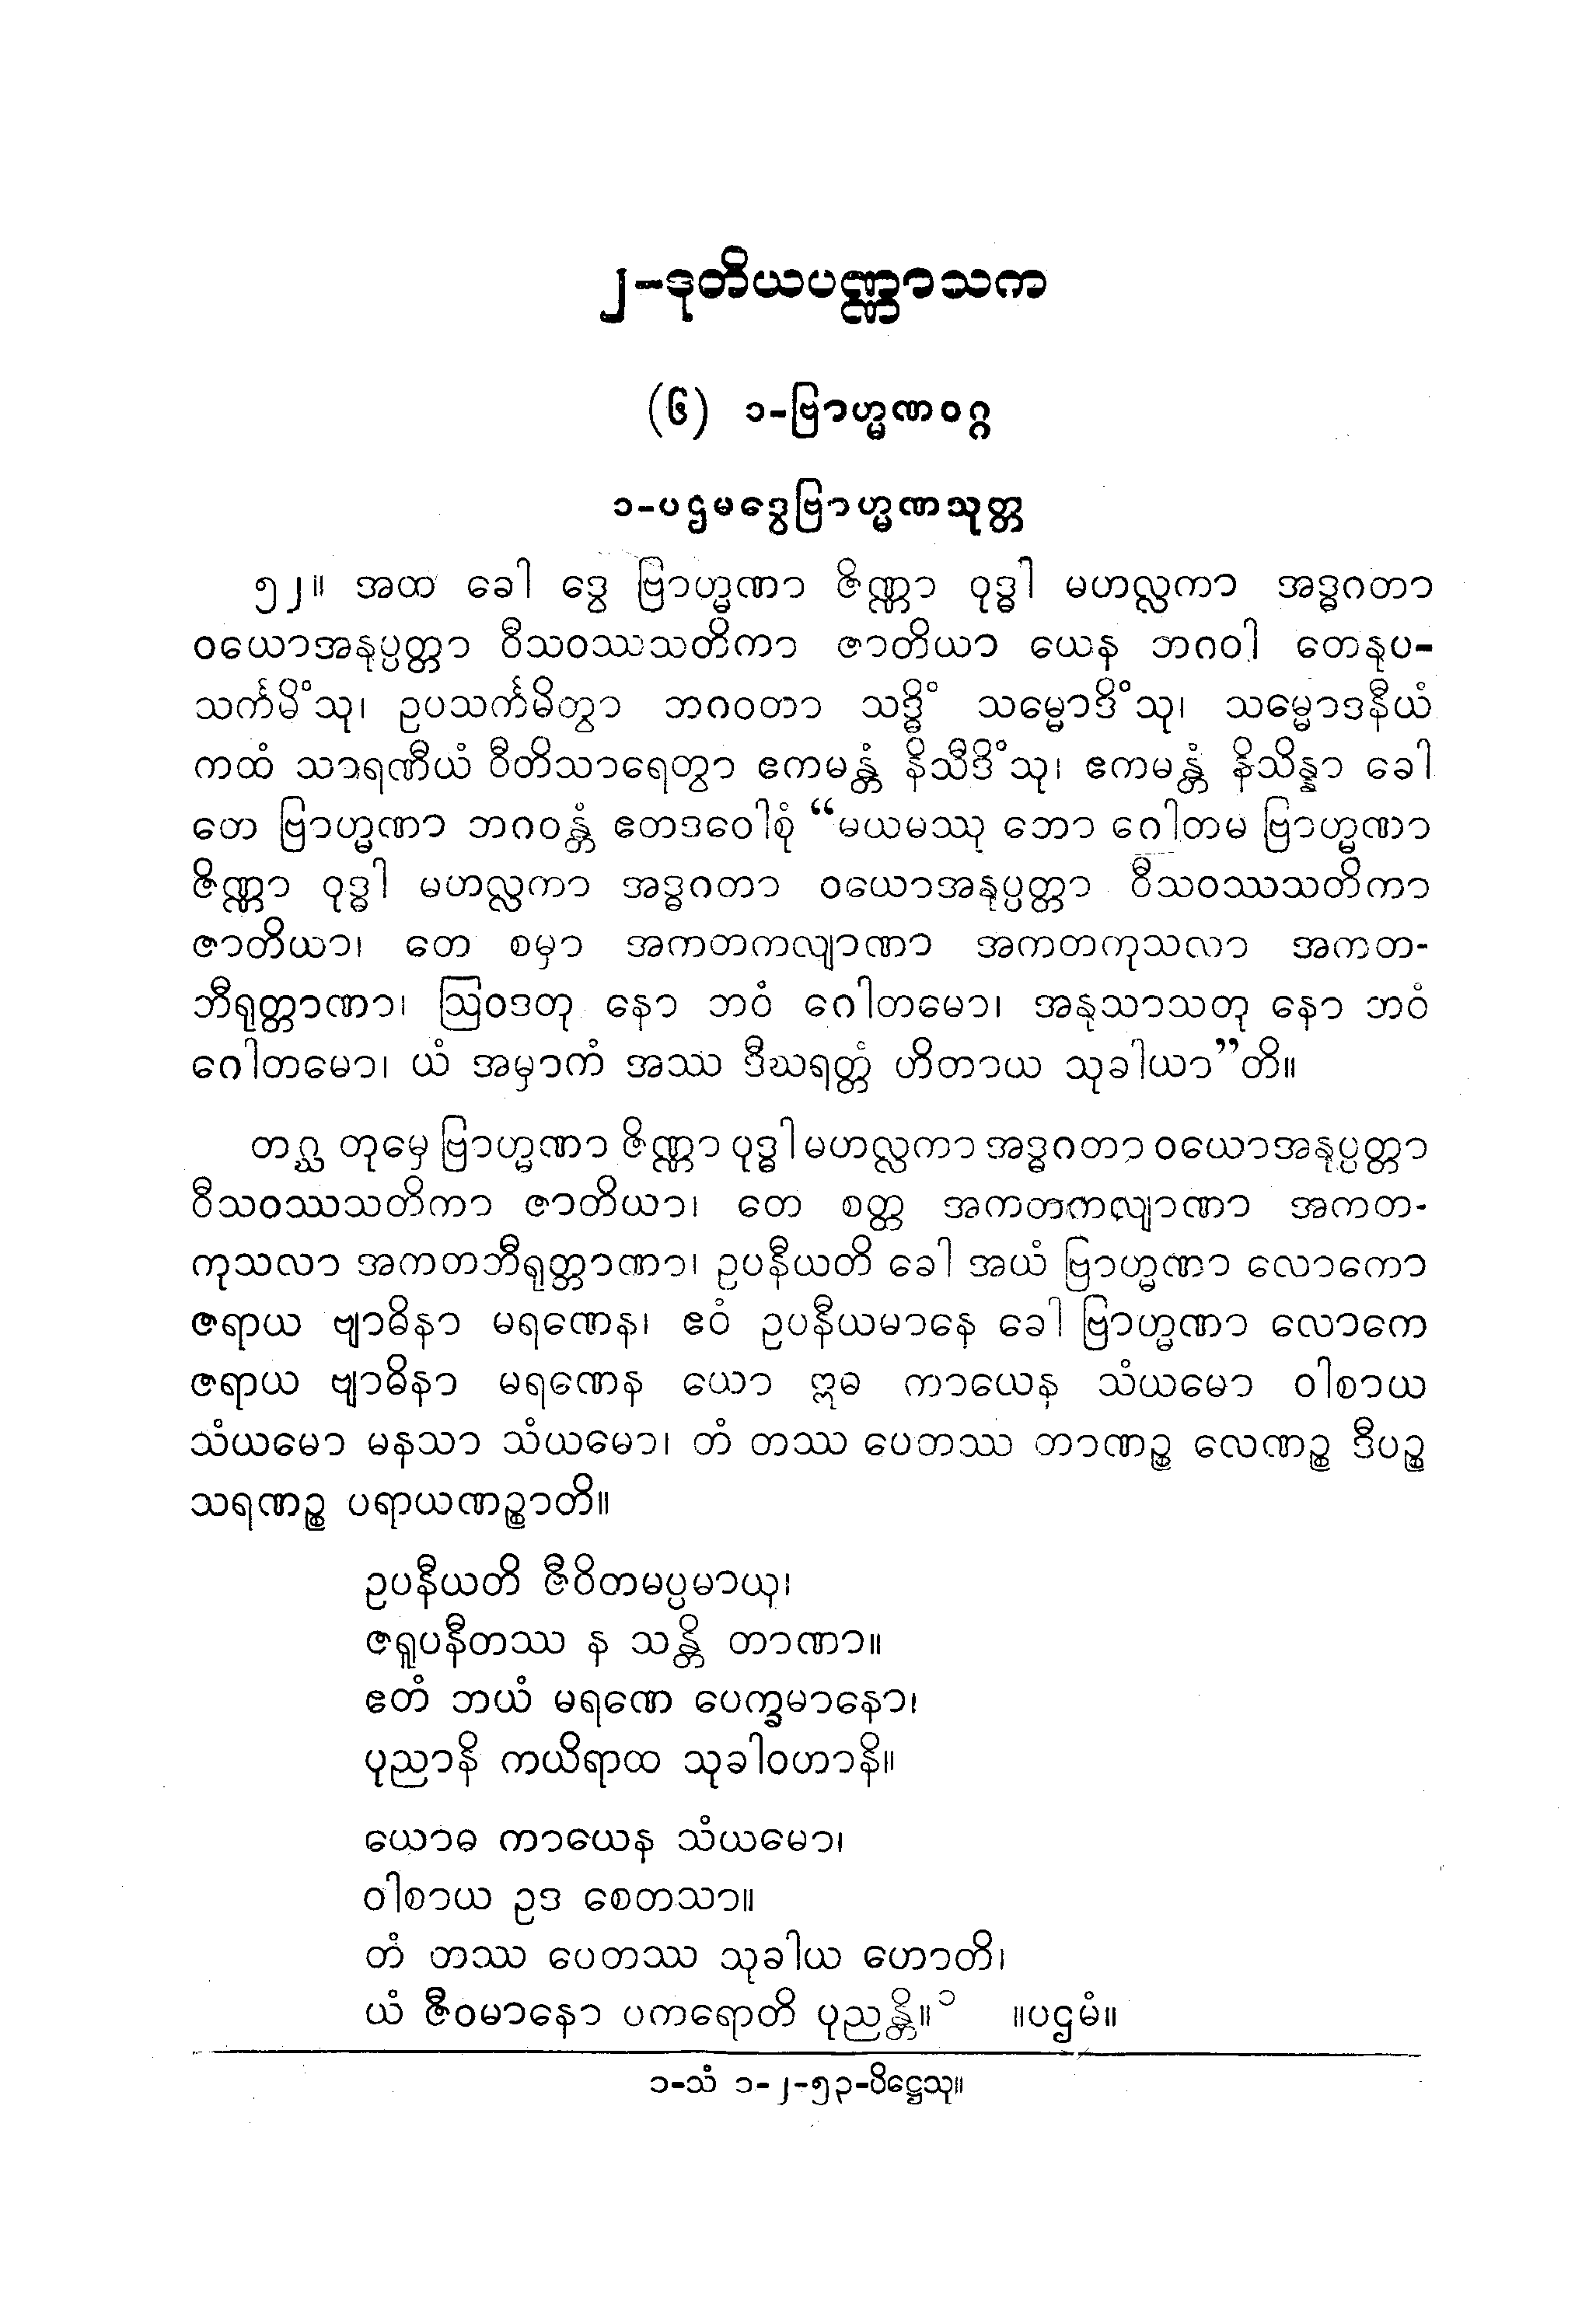 ၂-ဒုတိယပဏ္ဏာသက
(၆) ၁-ဗြာဟ္မဏဝဂ္ဂ
၁-ပဌမဒွေဗြာဟ္မဏသုတ္တ
၅၂။ အထ ခေါ ဒွေ ဗြာဟ္မဏာ ဇိဏ္ဏာ ဝုဒ္ဓါ မဟလ္လကာ အဒ္ဓဂတာ
ဝယောအနုပ္ပတ္တာ ဝီသဝဿသတိကာ ဇာတိယာ ယေန ဘဂဝါ တေနုပ-
သင်္ကမိံသု၊ ဥပသင်္ကမိတွာ ဘဂဝတာ သဒ္ဓိံ သမ္မောဒိံသု၊ သမ္မောဒနီယံ
ကထံ သာရဏီယံ ဝီတိသာရေတွာ ဧကမန္တံ နိသီဒိံသု၊ ဧကမန္တံ နိသိန္နာ ခေါ
တေ ဗြာဟ္မဏာ ဘဂဝန္တံ ဧတဒဝေါစုံ “မယမဿု ဘော ဂေါတမ ဗြာဟ္မဏာ
ဇိဏ္ဏာ ဝုဒ္ဓါ မဟလ္လကာ အဒ္ဓဂတာ ဝယောအနုပ္ပတ္တာ ဝီသဝဿသတိကာ
ဇာတိယာ၊ တေ စမှာ အကတကလျာဏာ အကတကုသလာ အကတ-
ဘီရုတ္တာဏာ၊ ဩဝဒတု နော ဘဝံ ဂေါတမော၊ အနုသာသတု နော ဘဝံ
ဂေါတမော၊ ယံ အမှာကံ အဿ ဒီဃရတ္တံ ဟိတာယ သုခါယာ”တိ။
တဂ္ဃ တုမှေ ဗြာဟ္မဏာ ဇိဏ္ဏာ ဝုဒ္ဓါ မဟလ္လကာ အဒ္ဓဂတာ ဝယောအနုပ္ပတ္တာ
ဝီသဝဿသတိကာ ဇာတိယာ၊ တေ စတ္ထ အကတကလျာဏာ အကတ-
ကုသလာ အကတဘီရုတ္တာဏာ၊ ဥပနီယတိ ခေါ အယံ ဗြာဟ္မဏာ လောကော
ဇရာယ ဗျာဓိနာ မရဏေန၊ ဧဝံ ဥပနီယမာနေ ခေါ ဗြာဟ္မဏာ လောကေ
ဇရာယ ဗျာဓိနာ မရဏေန ယော ဣဓ ကာယေန သံယမော ဝါစာယ
သံယမော မနသာ သံယမော၊ တံ တဿ ပေတဿ တာဏဉ္စ လေဏဉ္စ ဒီပဉ္စ
သရဏဉ္စ ပရာယဏဉ္စာတိ။
ဥပနီယတိ ဇီဝိတမပ္ပမာယု၊
ဇရူပနီတဿ န သန္တိ တာဏာ။
ဧတံ ဘယံ မရဏေ ပေက္ခမာနော၊
ပုညာနိ ကယိရာထ သုခါဝဟာနိ။
ယောဓ ကာယေန သံယမော၊
ဝါစာယ ဥဒ စေတသာ။
တံ တဿ ပေတဿ သုခါယ ဟောတိ၊
ယံ ဇီဝမာနော ပကရောတိ ပုညန္တိ။၁ ။ပဌမံ။
၁-သံ ၁-၂-၅၃-ပိဋ္ဌေသု။